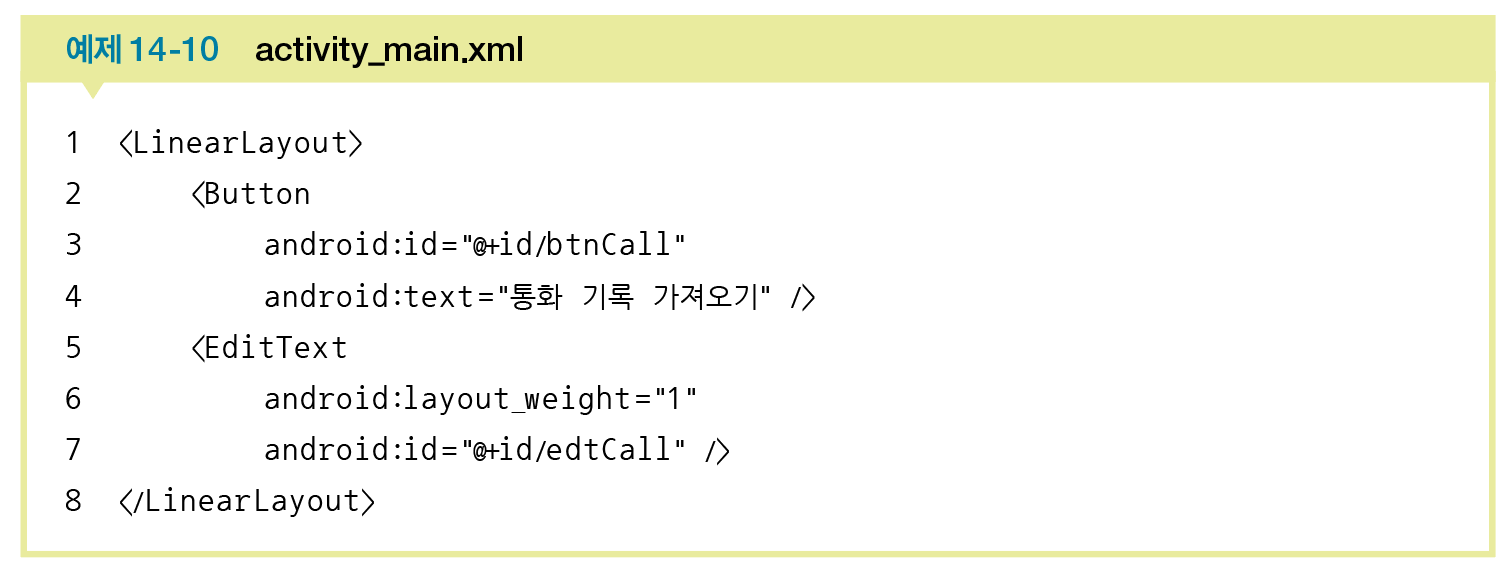 예제 14-10 activity_main.xml
1 <LinearLayout>
2 <Button
3 android:id="@+id/btnCall"
4 android:text="통화 기록 가져오기" />
5 <EditText
6 android:layout_weight="1"
7 android:id="@+id/edtCall" />
8 </LinearLayout>